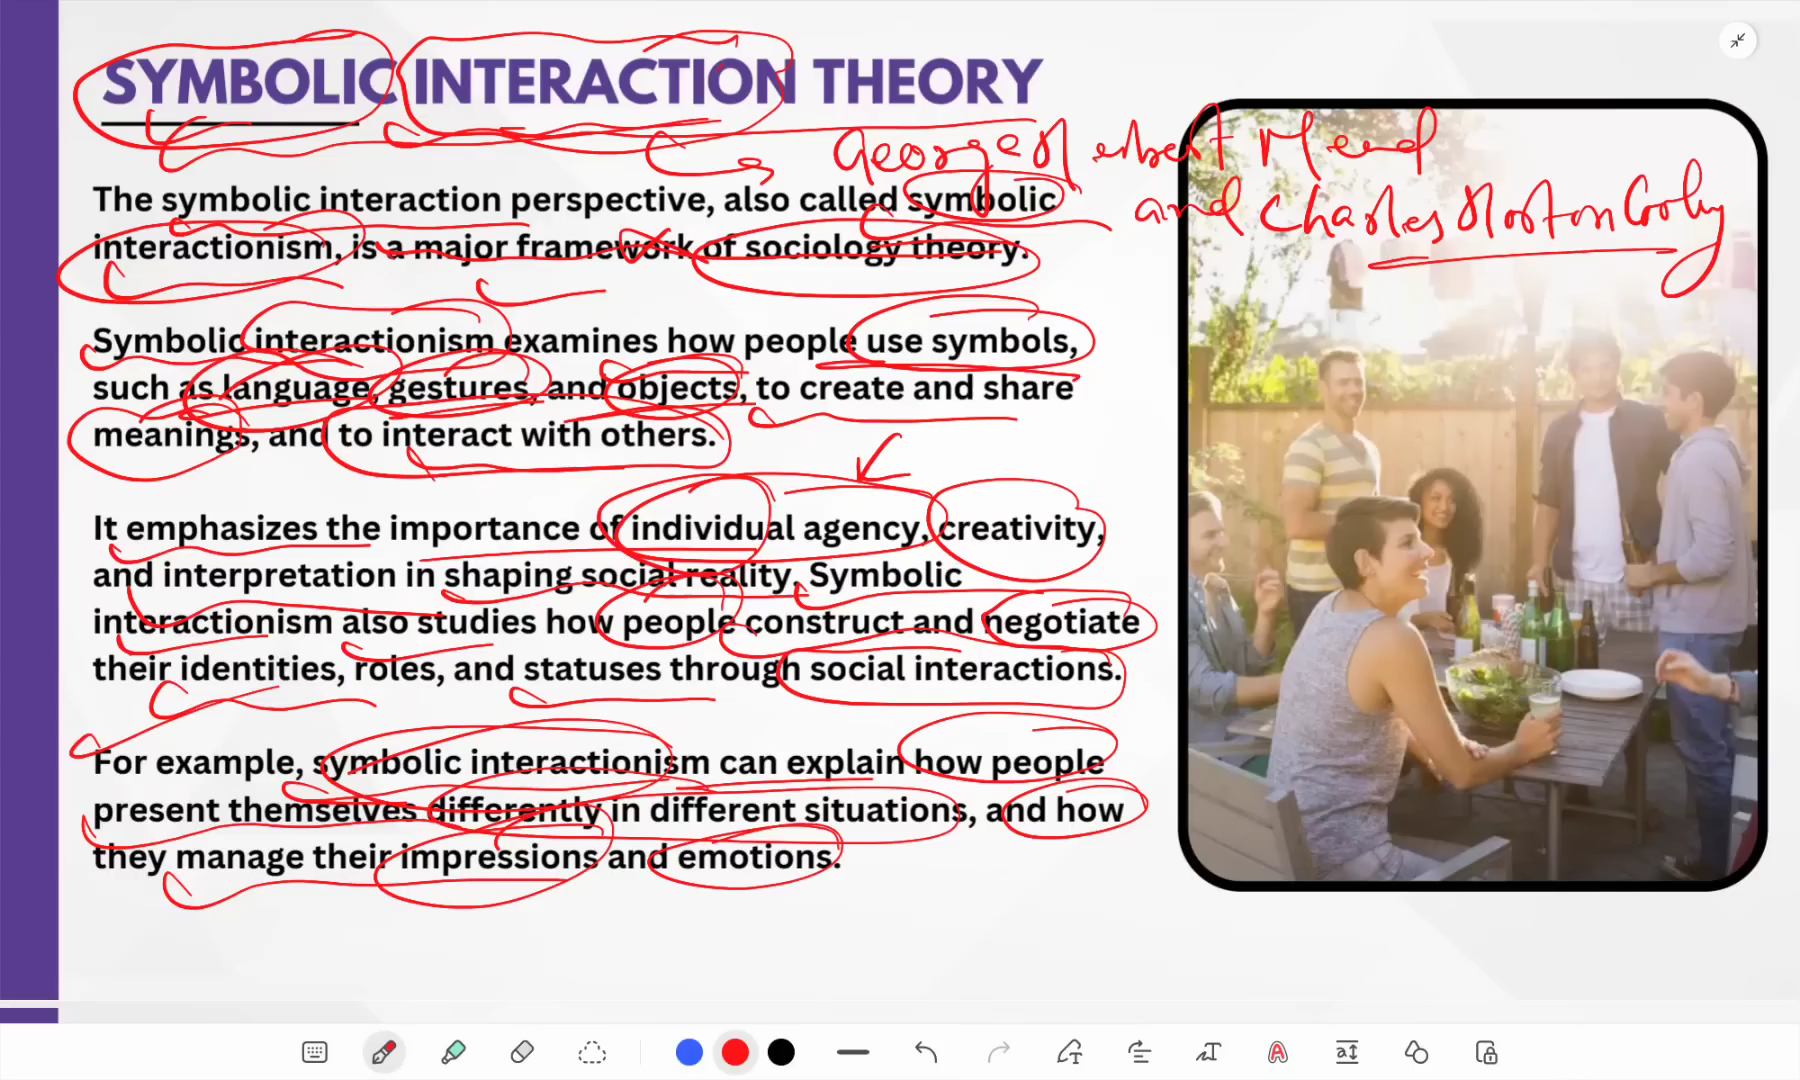 SYMBOLIC INTERACTION THEORY
George Herbert Mead
and Charles Horton Cooley
The symbolic interaction perspective, also called symbolic
interactionism, is a major framework of sociology theory.
Symbolic interactionism examines how people use symbols,
such as language, gestures, and objects, to create and share
meanings, and to interact with others.
It emphasizes the importance of individual agency, creativity,
and interpretation in shaping social reality. Symbolic
interactionism also studies how people construct and negotiate
their identities, roles, and statuses through social interactions.
For example, symbolic interactionism can explain how people
present themselves differently in different situations, and how
they manage their impressions and emotions.